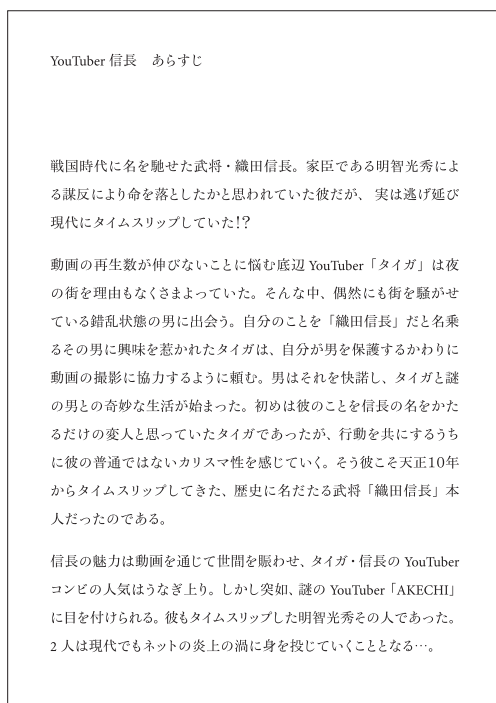 YouTuber 信長　あらすじ
戦国時代に名を馳せた武将・織田信長。家臣である明智光秀によ
る謀反により命を落としたかと思われていた彼だが、 実は逃げ延び
現代にタイムスリップしていた!?
動画の再生数が伸びないことに悩む底辺 YouTuber「タイガ」は夜
の街を理由もなくさまよっていた。そんな中、偶然にも街を騒がせ
ている錯乱状態の男に出会う。自分のことを「織田信長」だと名乗
るその男に興味を惹かれたタイガは、自分が男を保護するかわりに
動画の撮影に協力するように頼む。男はそれを快諾し、タイガと謎
の男との奇妙な生活が始まった。初めは彼のことを信長の名をかた
るだけの変人と思っていたタイガであったが、行動を共にするうち
に彼の普通ではないカリスマ性を感じていく。そう彼こそ天正10年
からタイムスリップしてきた、歴史に名だたる武将「織田信長」本
人だったのである。
信長の魅力は動画を通じて世間を賑わせ、タイガ・信長の YouTuber
コンビの人気はうなぎ上り。しかし突如、謎の YouTuber「AKECHI」
に目を付けられる。彼もタイムスリップした明智光秀その人であった。
2 人は現代でもネットの炎上の渦に身を投じていくこととなる…。